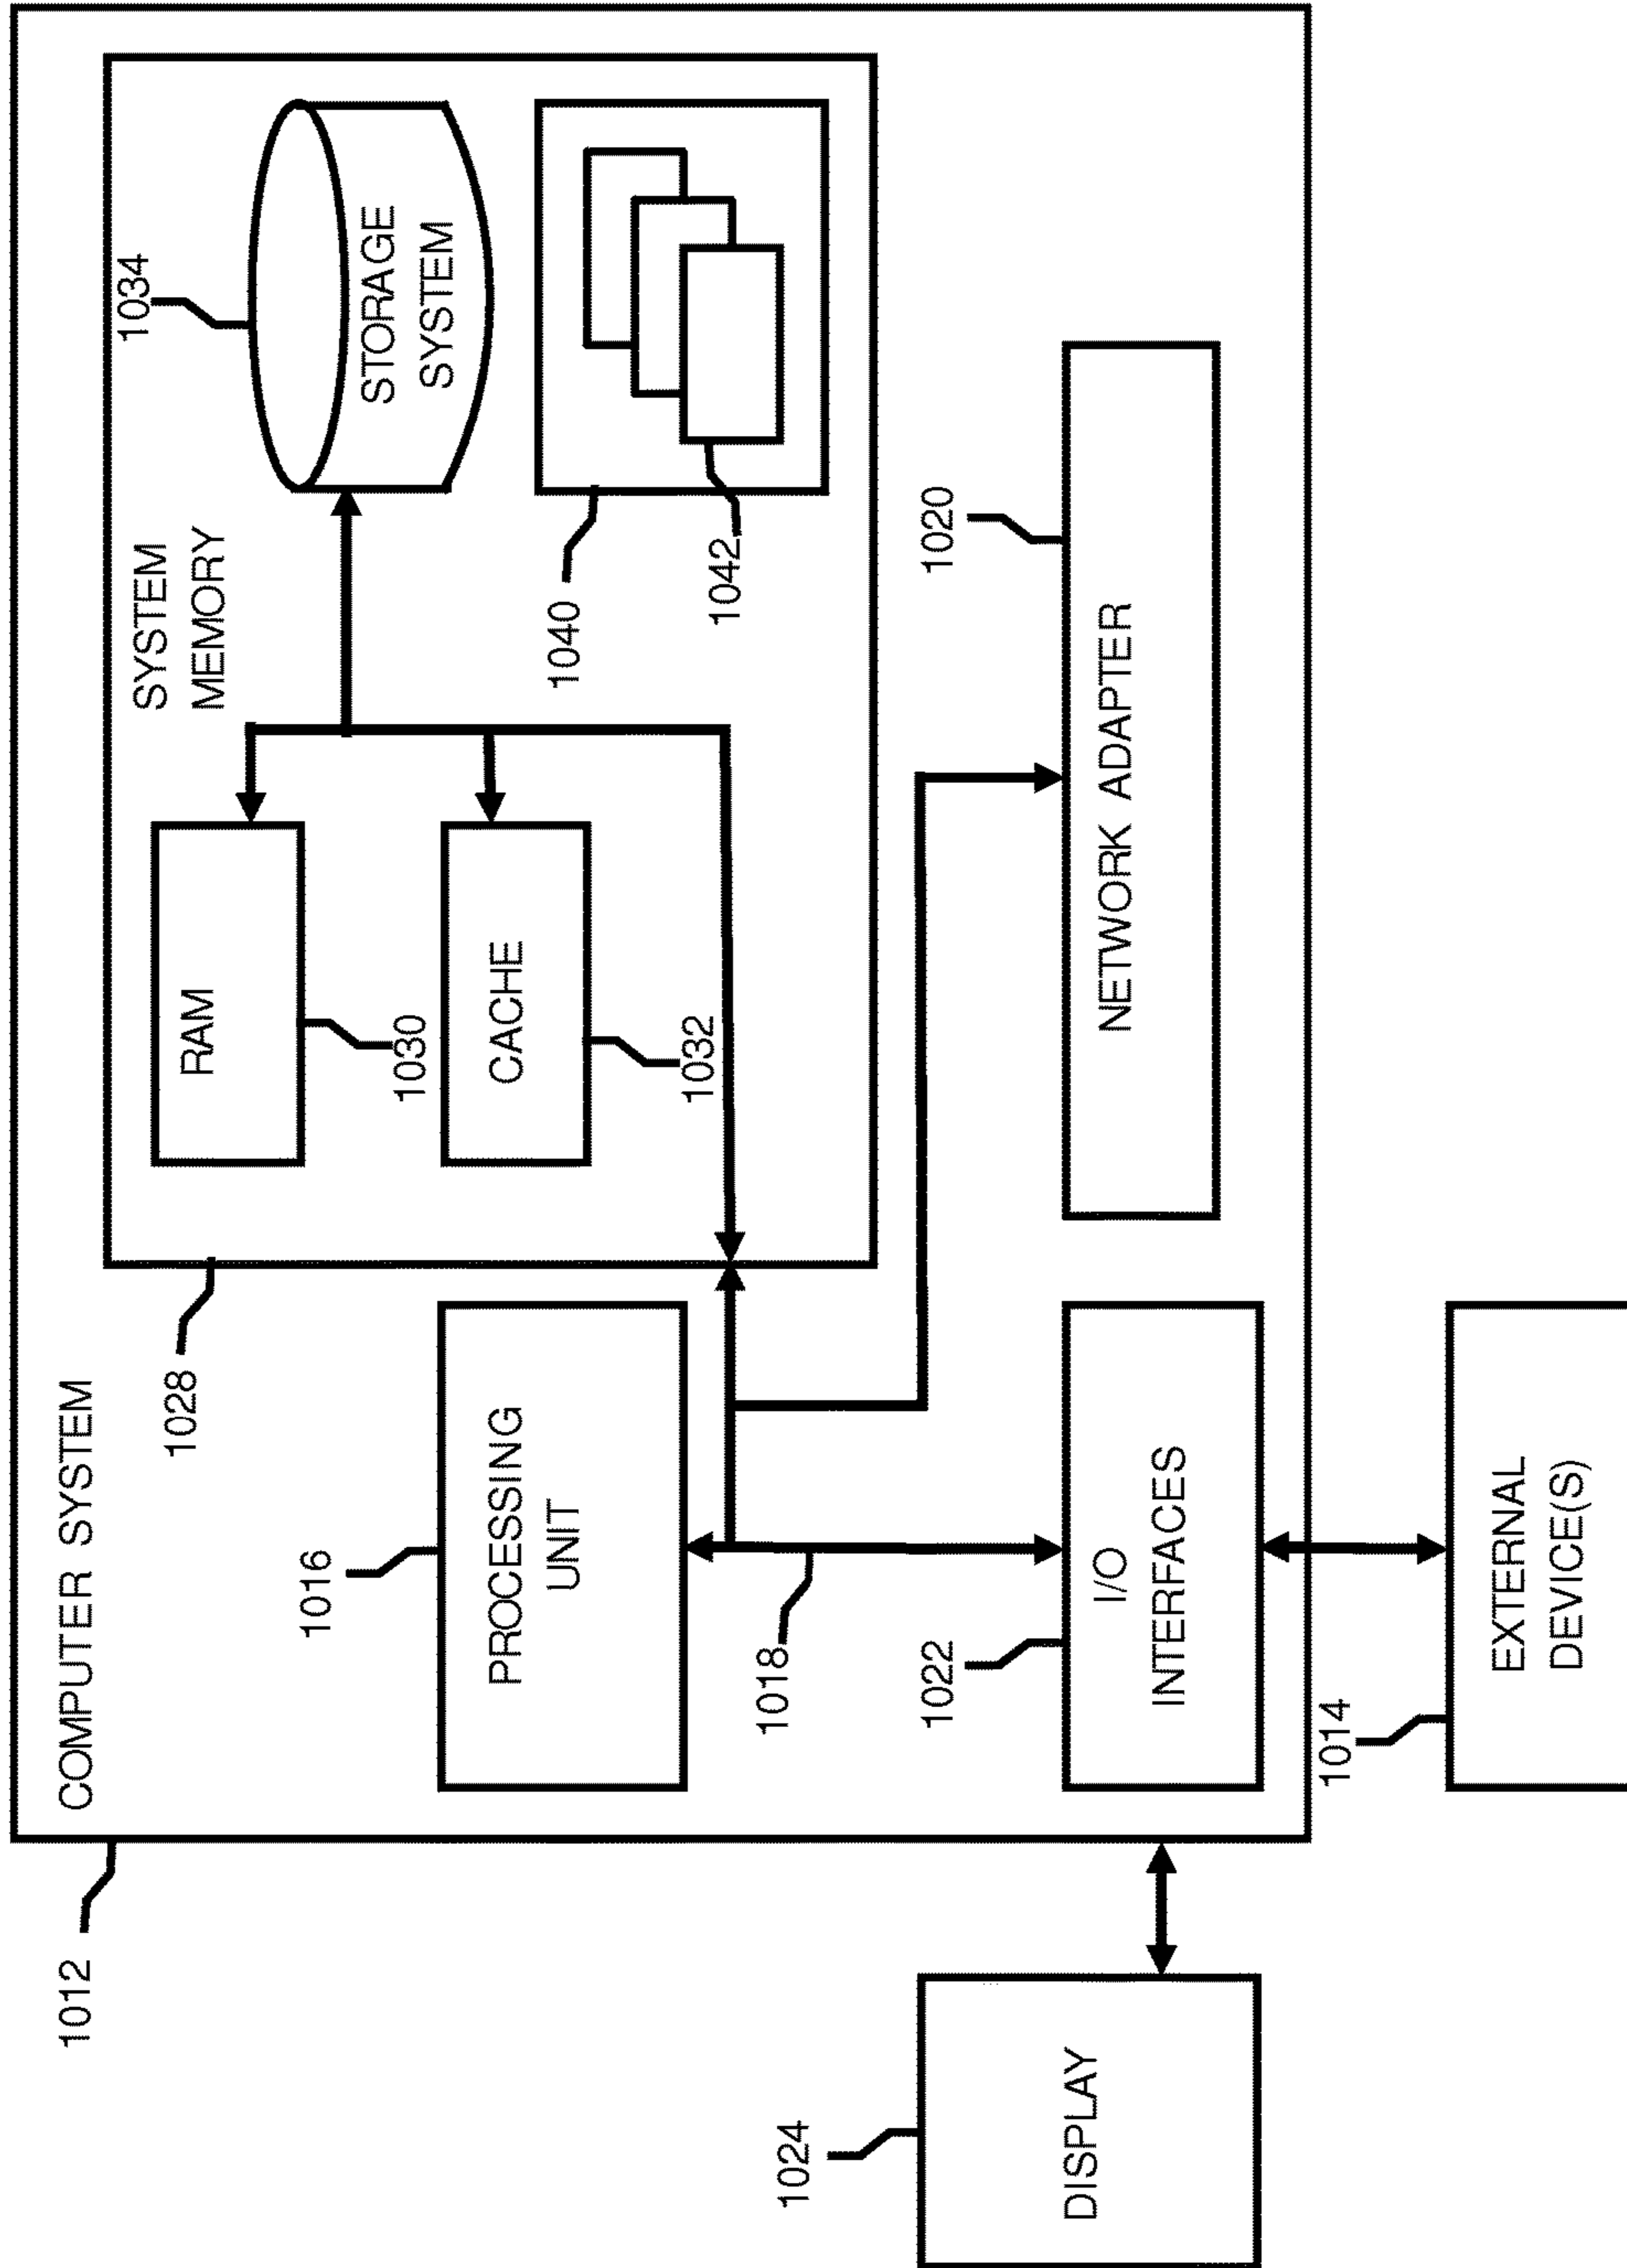 1012
COMPUTER SYSTEM
1028
SYSTEM
MEMORY
1034
RAM
1030
STORAGE
SYSTEM
1016
PROCESSING
UNIT
CACHE
1032
1040
1042
1018
1024
DISPLAY
1022
I/O
INTERFACES
1020
NETWORK ADAPTER
1014
EXTERNAL
DEVICE(S)